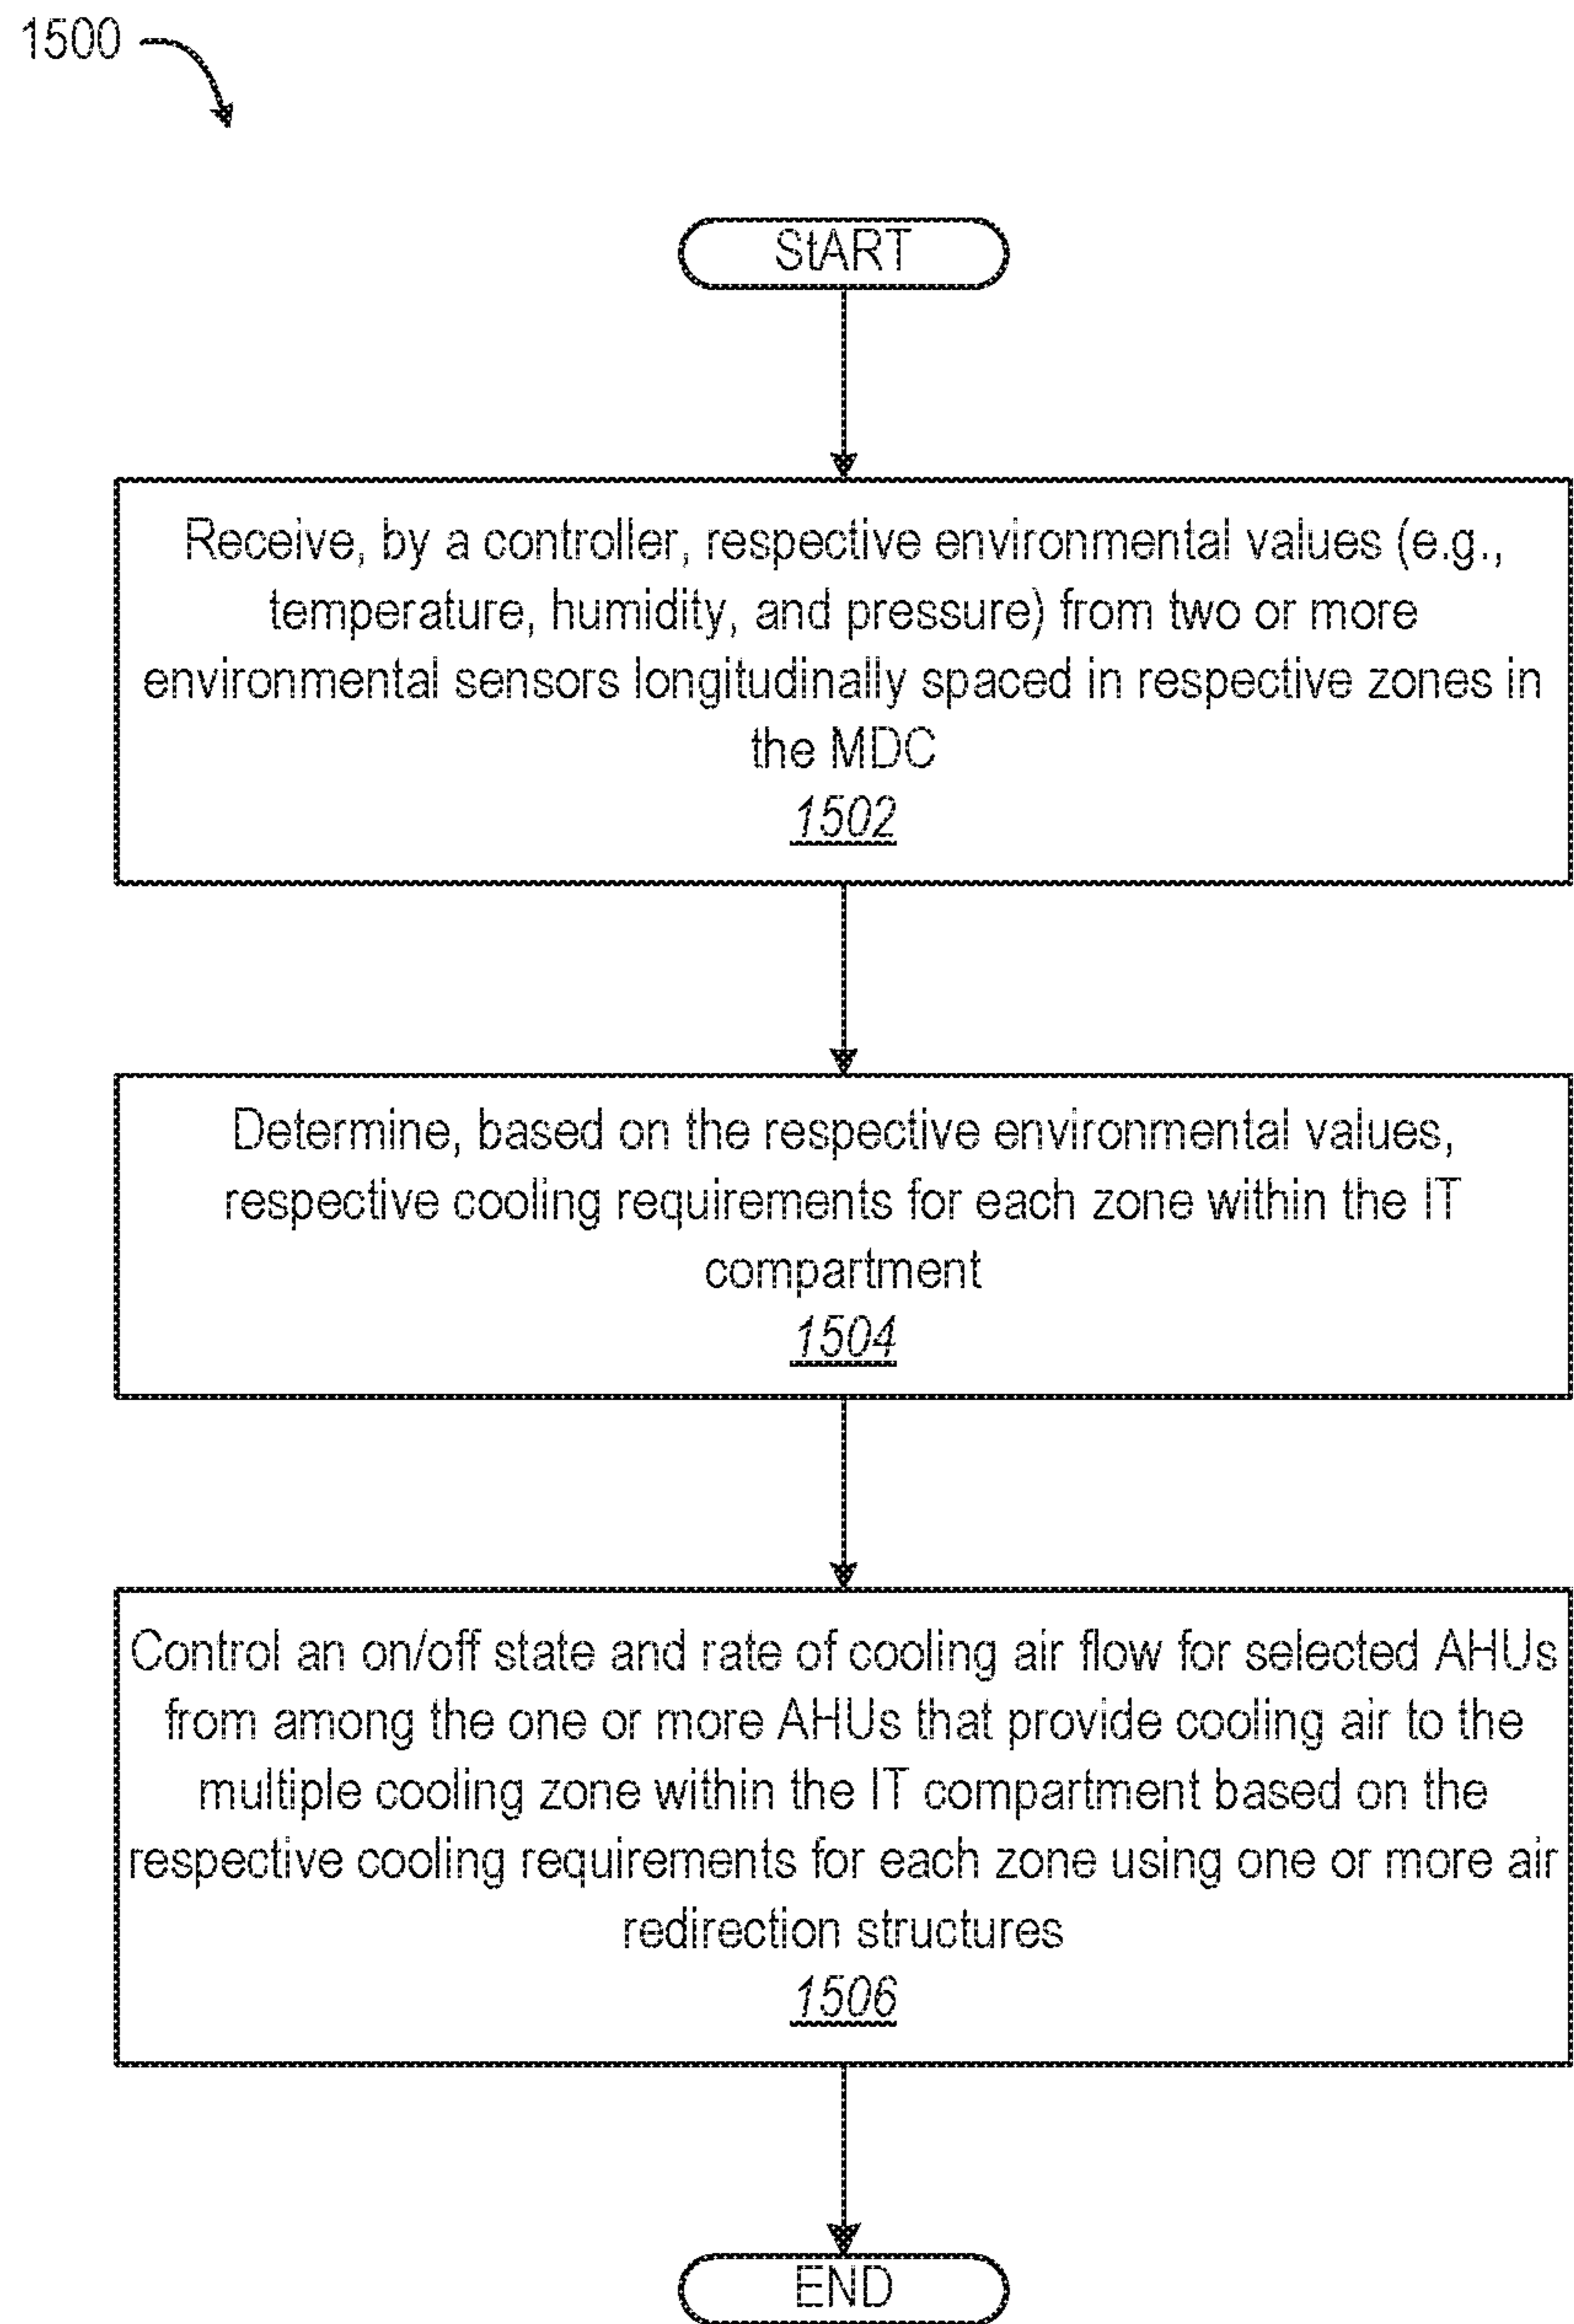 1500
StART
Receive, by a controller, respective environmental values (e.g.,
temperature, humidity, and pressure) from two or more
environmental sensors longitudinally spaced in respective zones in
the MDC
1502
Determine, based on the respective environmental values,
respective cooling requirements for each zone within the IT
compartment
1504
Control an on/off state and rate of cooling air flow for selected AHUs
from among the one or more AHUs that provide cooling air to the
multiple cooling zone within the IT compartment based on the
respective cooling requirements for each zone using one or more air
redirection structures
1506
END